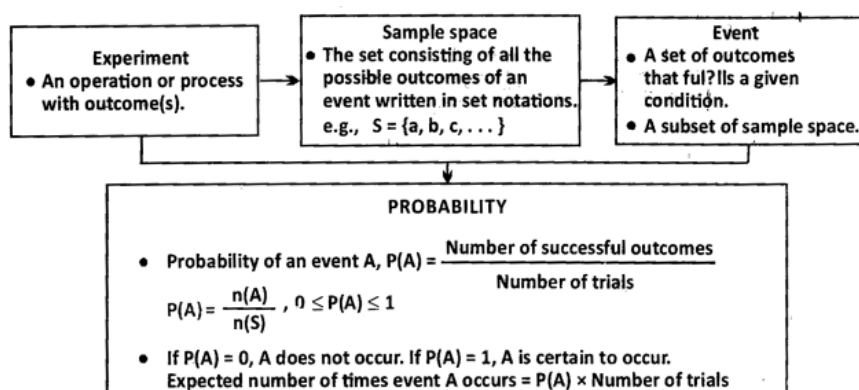 Experiment
● An operation or process
with outcome(s).
Sample space
● The set consisting of all the
possible outcomes of an
event written in set notations.
e.g., S = {a, b, c, . . . }
Event
● A set of outcomes
that ful?lls a given
condition.
● A subset of sample space.
PROBABILITY
● Probability of an event A, P(A) = Number of successful outcomes
Number of trials
P(A) = n(A)
n(S) , 0 ≤ P(A) ≤ 1
● If P(A) = 0, A does not occur. If P(A) = 1, A is certain to occur.
Expected number of times event A occurs = P(A) × Number of trials